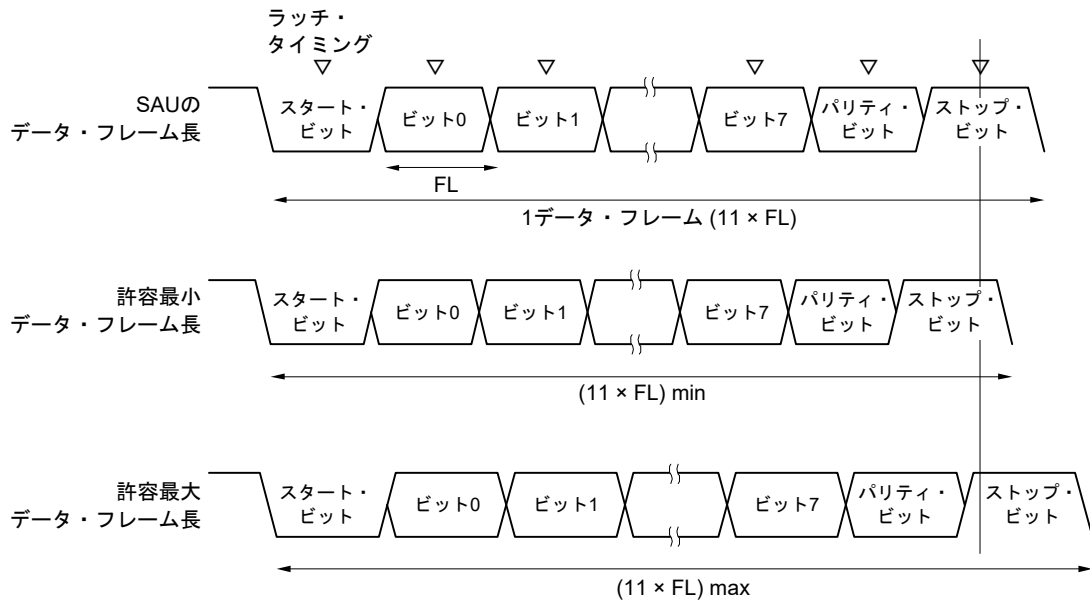 ラッチ・
タイミング
SAUの
データ・フレーム長
スタート・
ビット
ビット0
ビット1
ビット7
パリティ・
ビット
ストップ・
ビット
FL
1データ・フレーム (11 × FL)
許容最小
データ・フレーム長
スタート・
ビット
ビット0
ビット1
ビット7
パリティ・
ビット
ストップ・
ビット
(11 × FL) min
許容最大
データ・フレーム長
スタート・
ビット
ビット0
ビット1
ビット7
パリティ・
ビット
ストップ・
ビット
(11 × FL) max